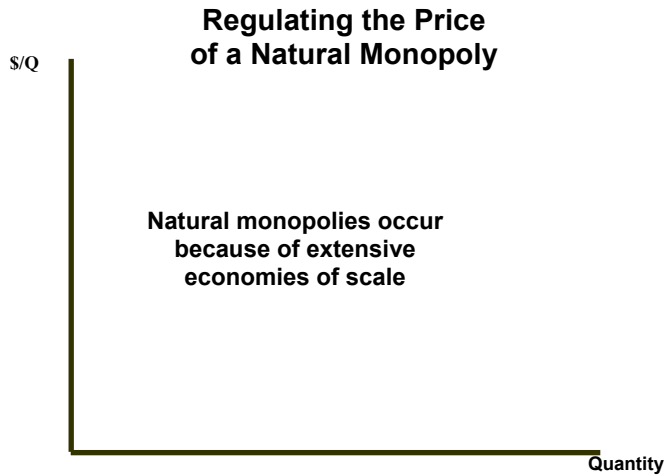 Regulating the Price
of a Natural Monopoly
$/Q
Natural monopolies occur
because of extensive
economies of scale
Quantity